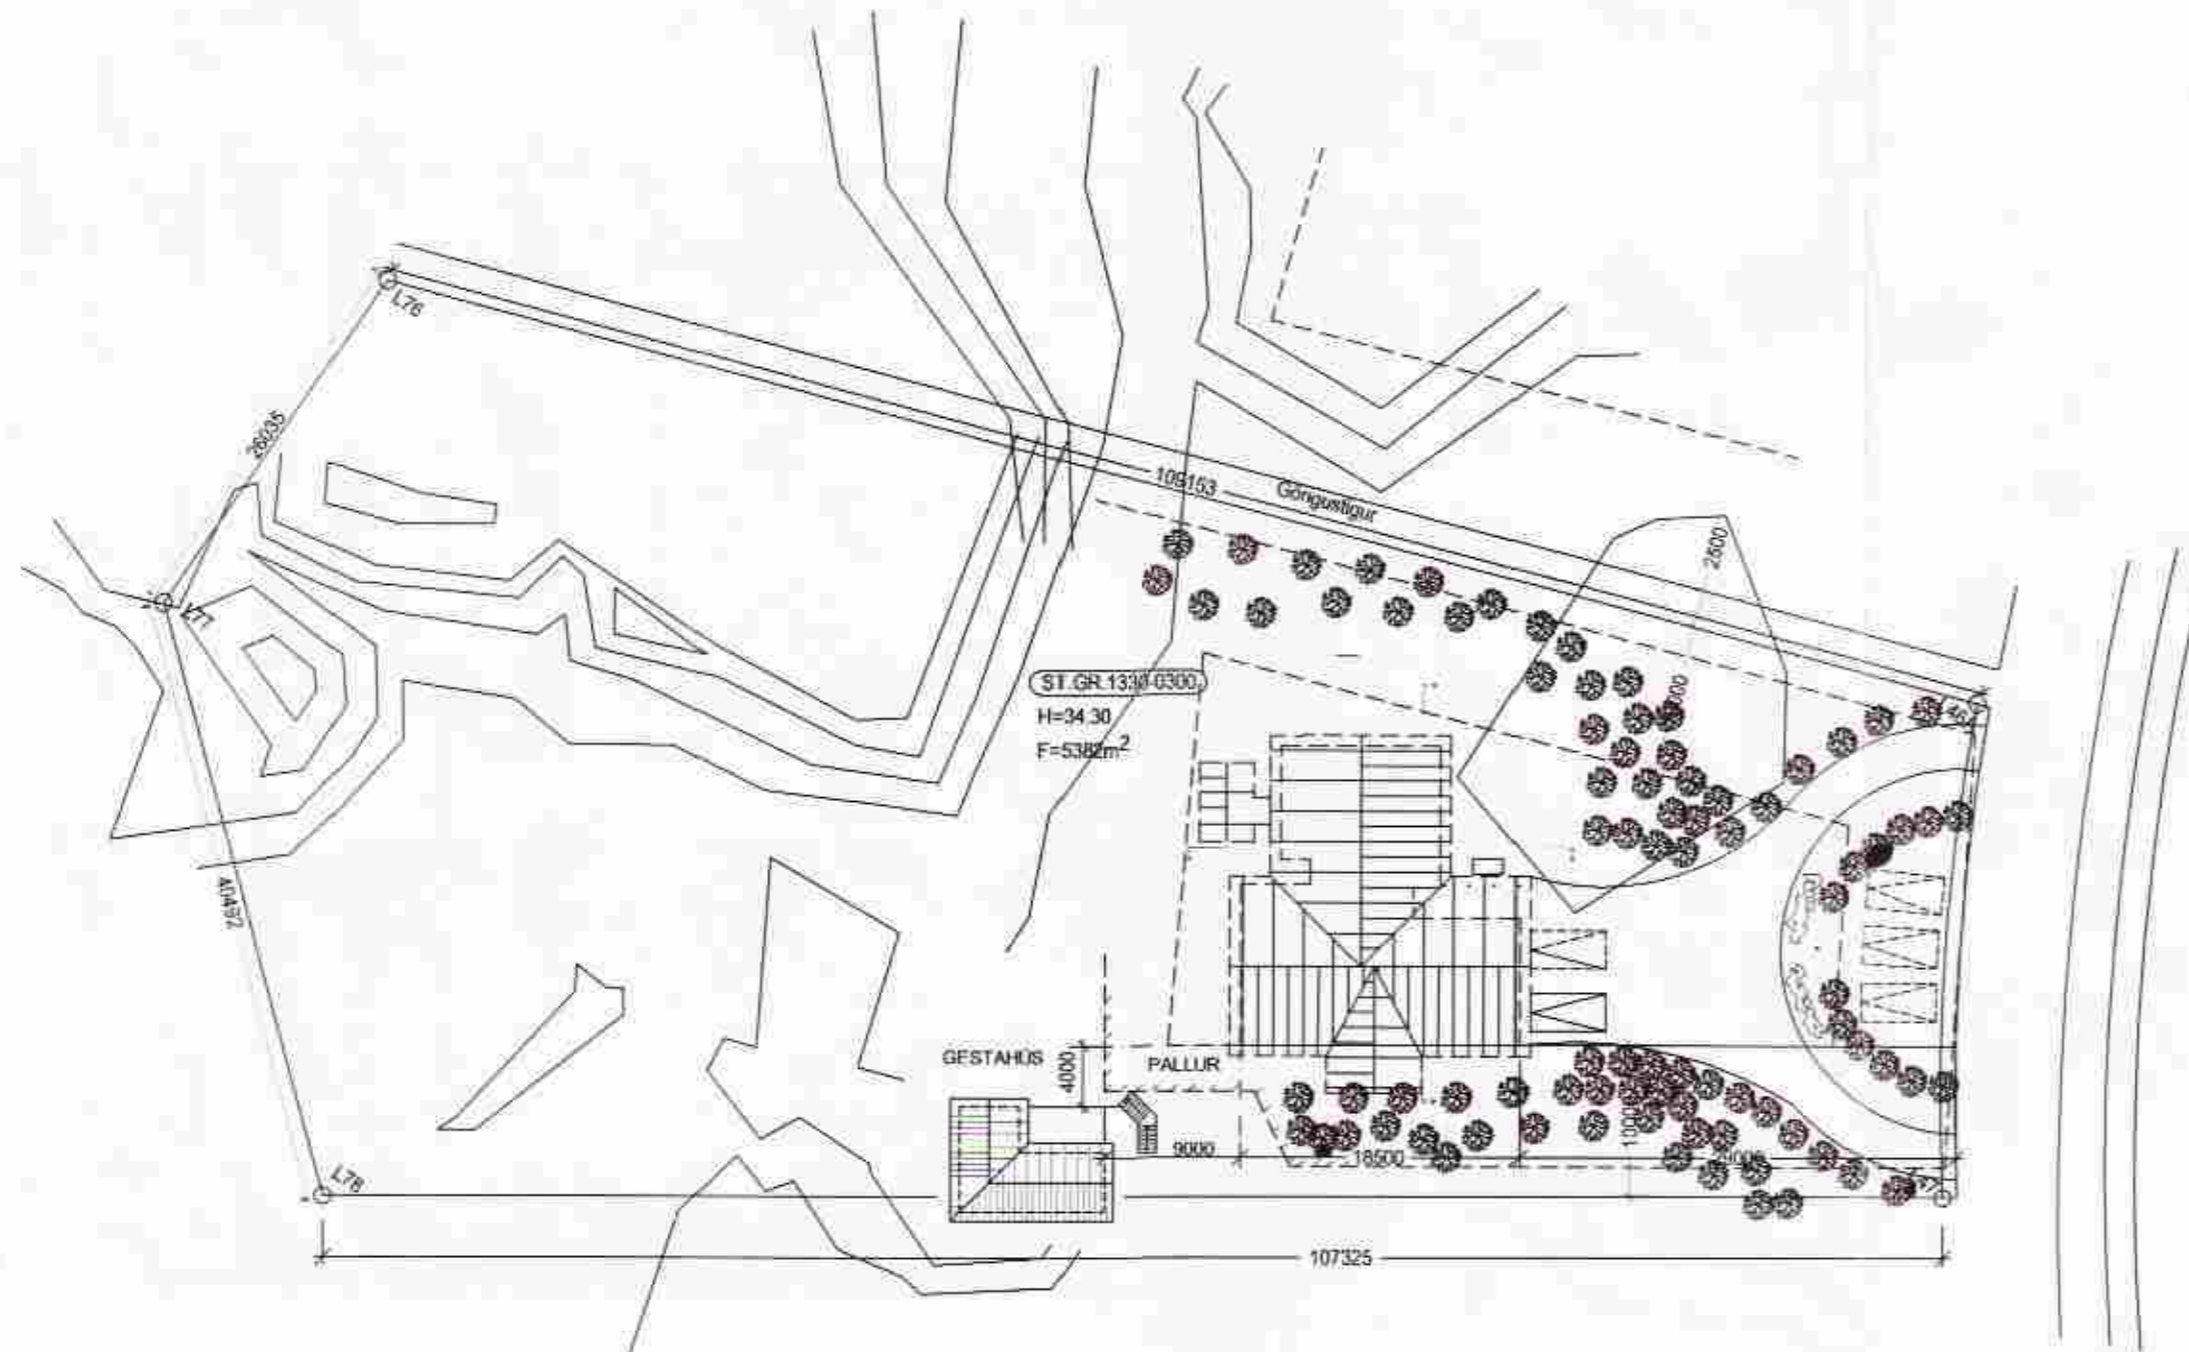 L76
26035
109153
Göngustígur
2500
L77
ST.GR.1330-0300
H=34.30
F=5382m²
40492
GESTAHÚS
4000
PALLUR
9000
18500
L78
107325